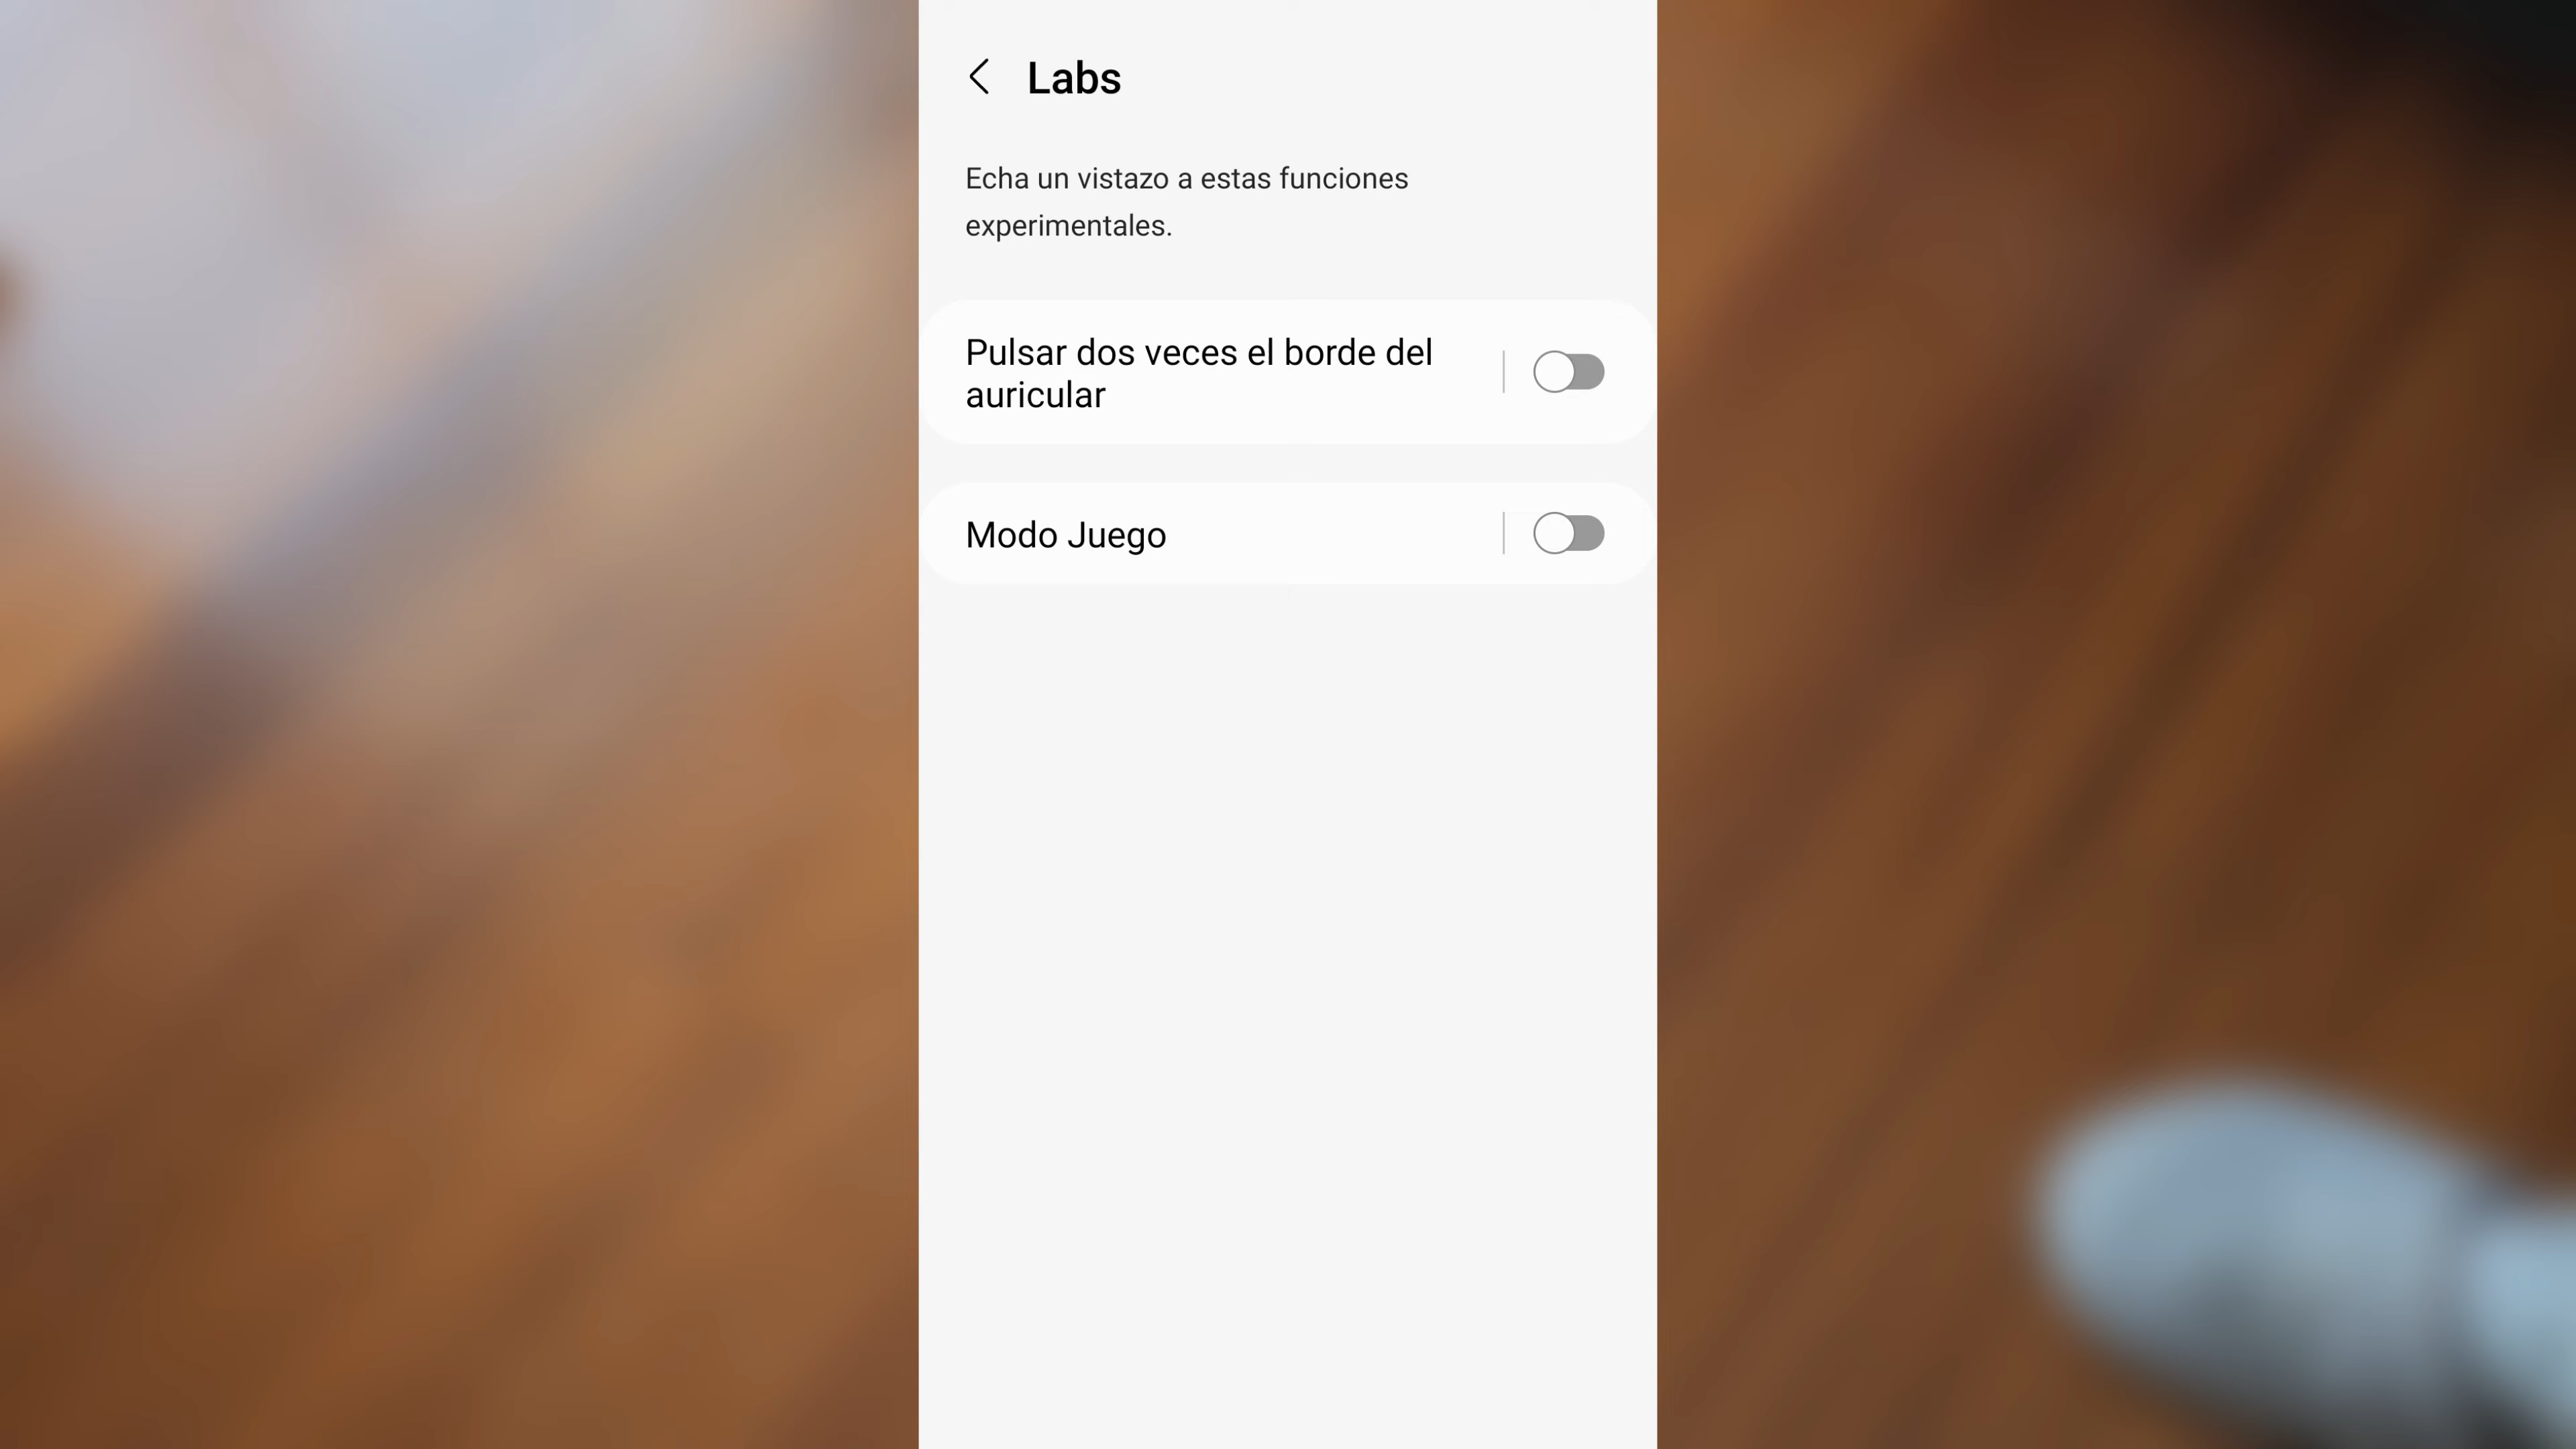 Labs
Echa un vistazo a estas funciones
experimentales.
Pulsar dos veces el borde del
auricular
Modo Juego